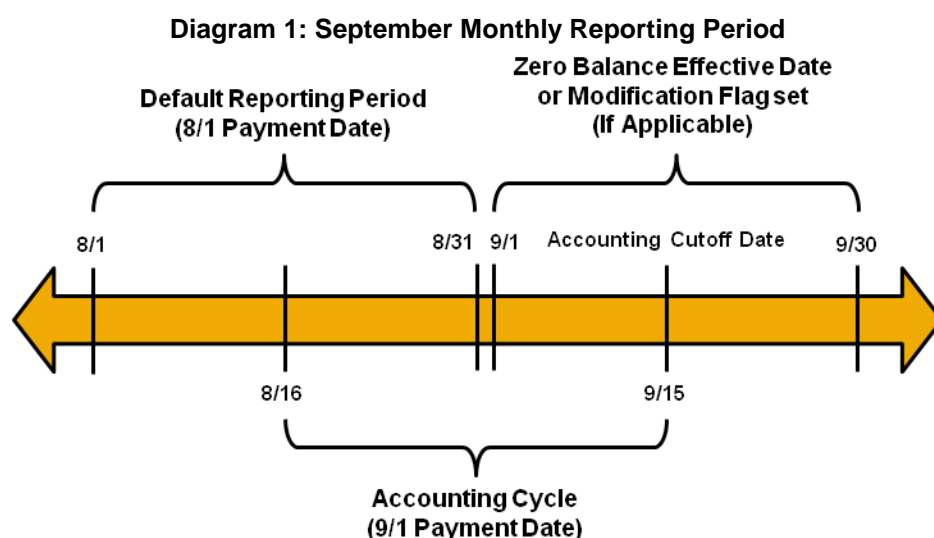 Diagram 1: September Monthly Reporting Period
Default Reporting Period
(8/1 Payment Date)
Zero Balance Effective Date
or Modification Flag set
(If Applicable)
8/1
8/31
9/1
Accounting Cutoff Date
9/30
8/16
9/15
Accounting Cycle
(9/1 Payment Date)